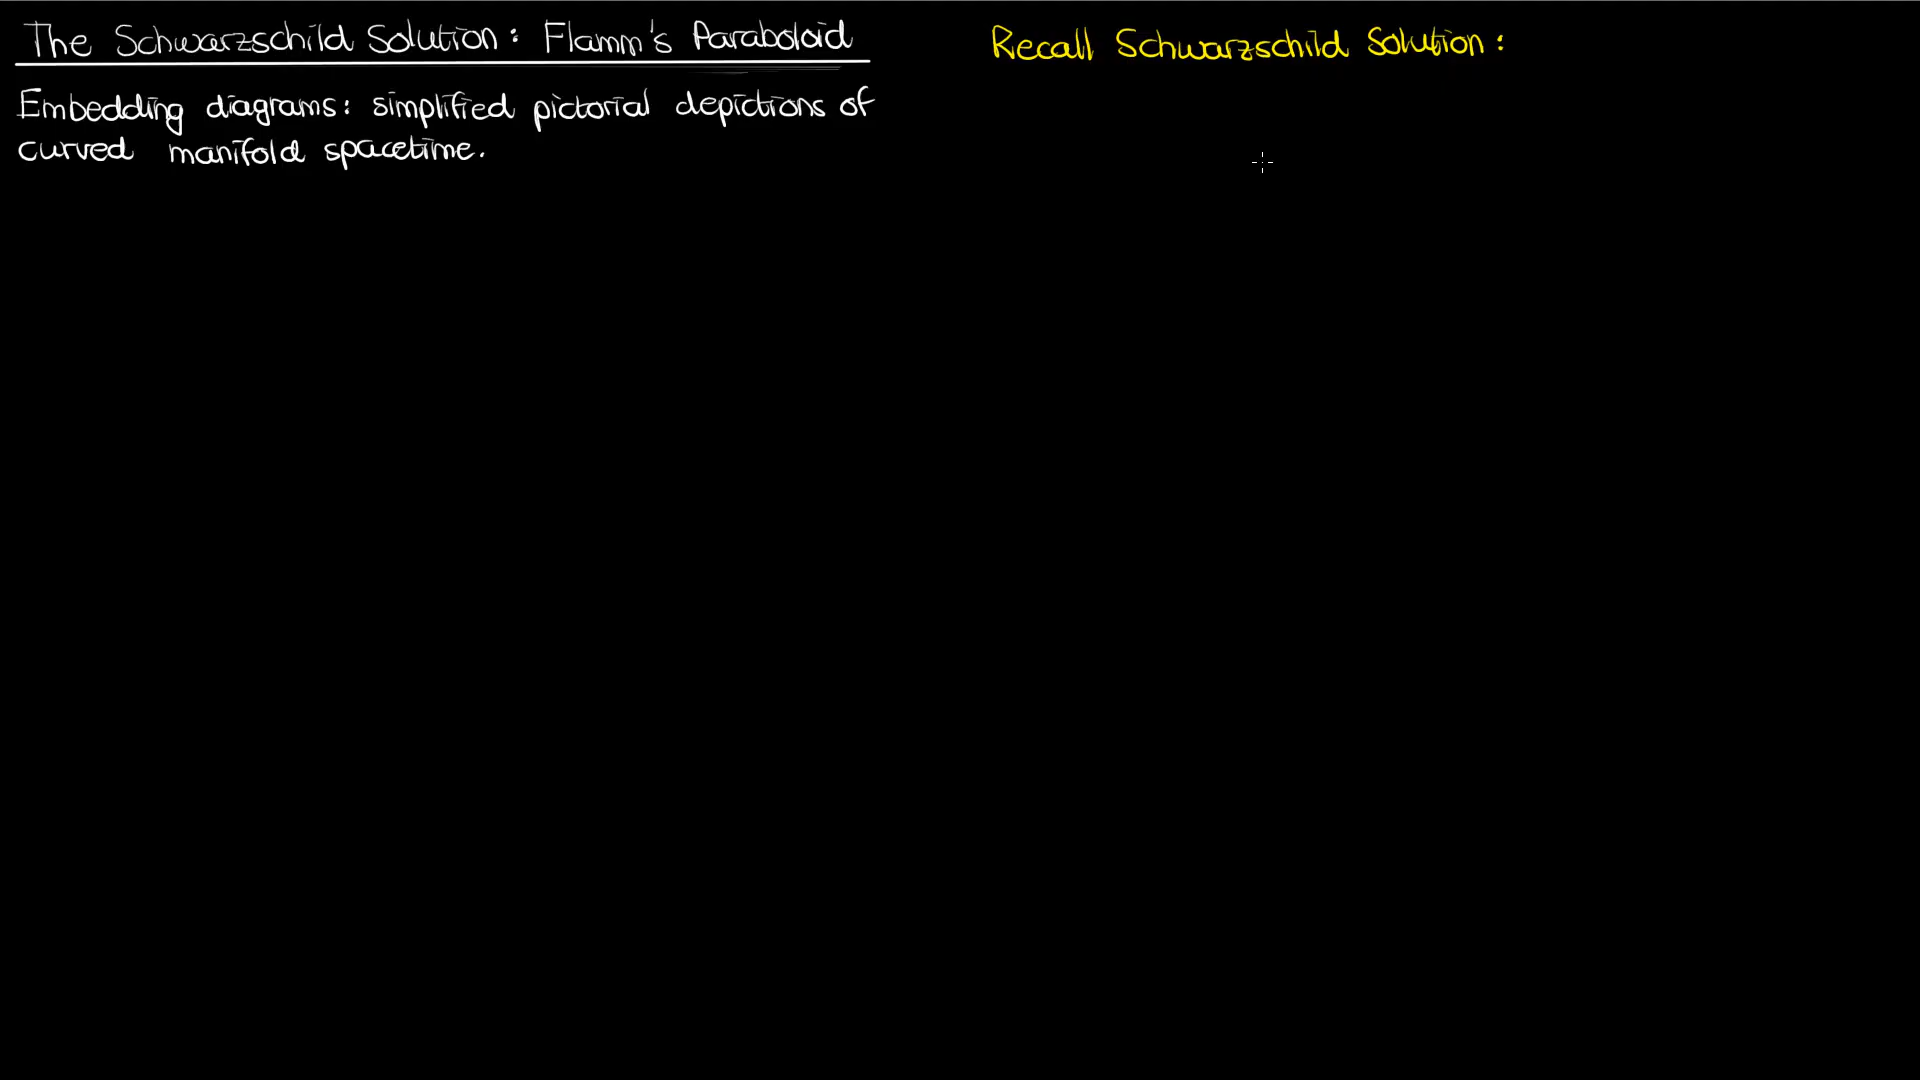 The Schwarzschild Solution: Flamm's Paraboloid
Embedding diagrams: simplified pictorial depictions of
curved manifold spacetime.
Recall Schwarzschild Solution: